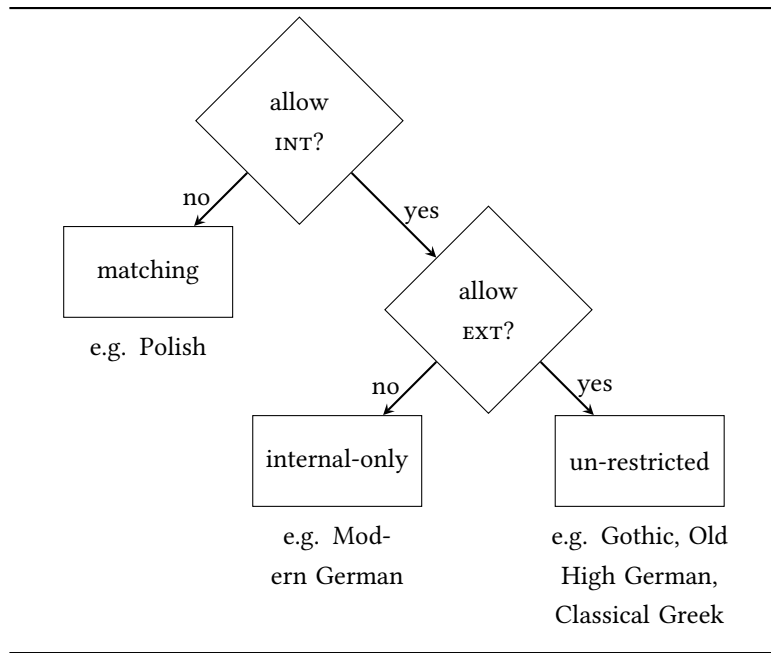 allow
INT?
no
yes
matching
allow
EXT?
e.g. Polish
no
yes
internal-only
un-restricted
e.g. Mod-
ern German
e.g. Gothic, Old
High German,
Classical Greek